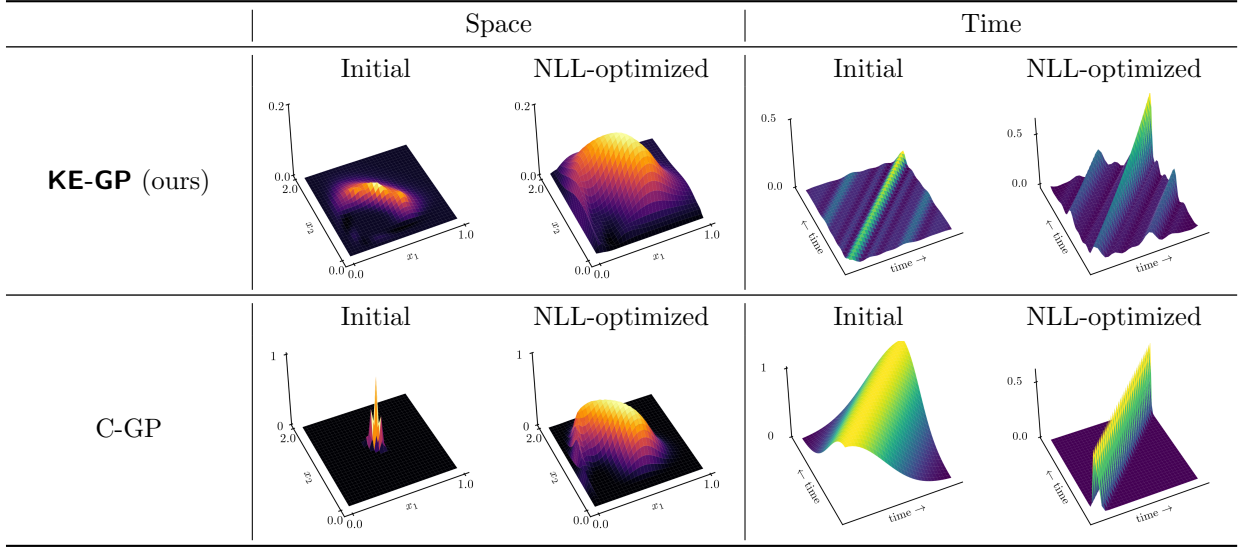 Space Time
Initial NLL-optimized Initial NLL-optimized
KE-GP (ours)
0.2
0.0
2.0
x₂
0.0
0.0
x₁
1.0
0.2
0.0
2.0
x₂
0.0
0.0
x₁
1.0
0.5
0.0
← time
time →
0.5
0.0
← time
time →
Initial NLL-optimized Initial NLL-optimized
C-GP
1
0
2.0
x₂
0.0
0.0
x₁
1.0
1
0
2.0
x₂
0.0
0.0
x₁
1.0
1
0
← time
time →
0.5
0.0
← time
time →